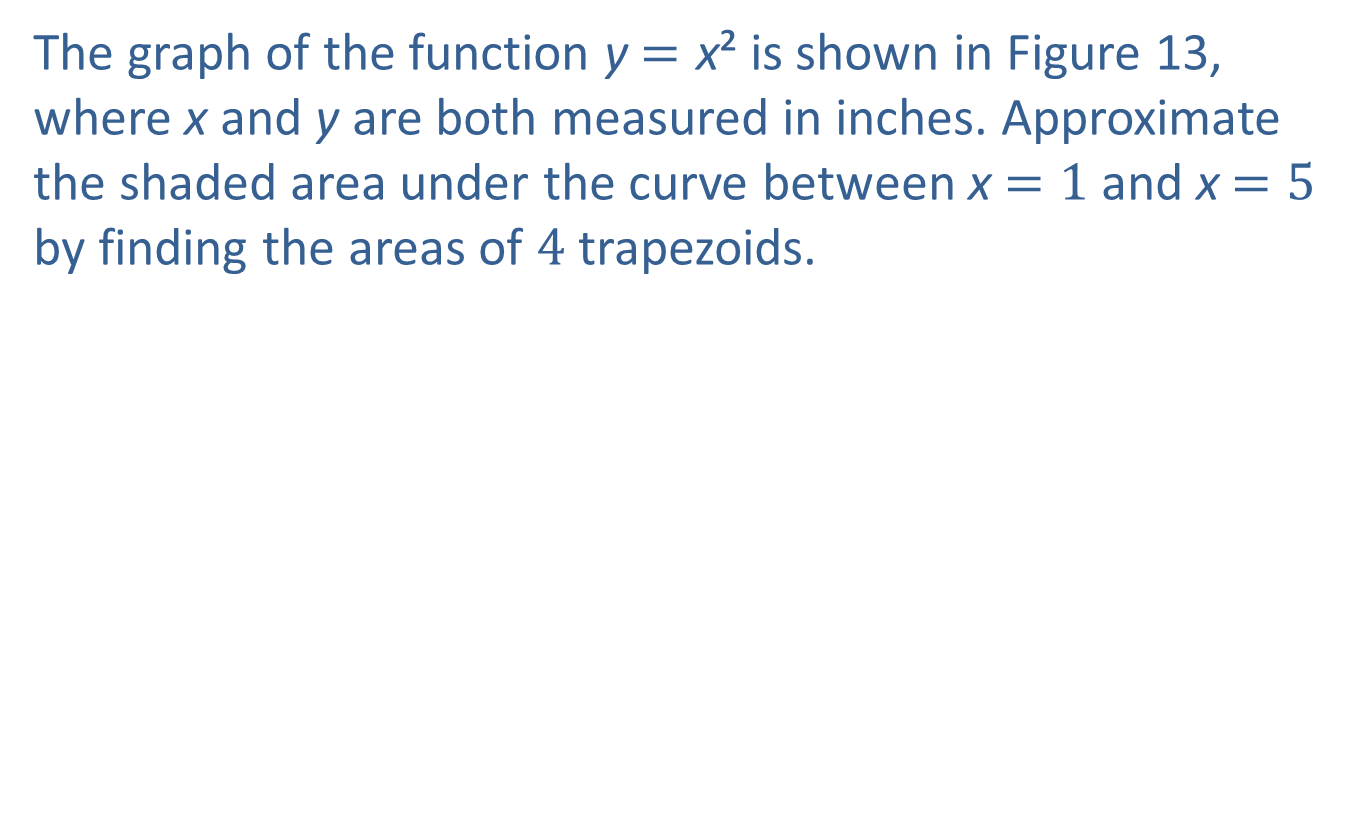 The graph of the function y = x² is shown in Figure 13,
where x and y are both measured in inches. Approximate
the shaded area under the curve between x = 1 and x = 5
by finding the areas of 4 trapezoids.